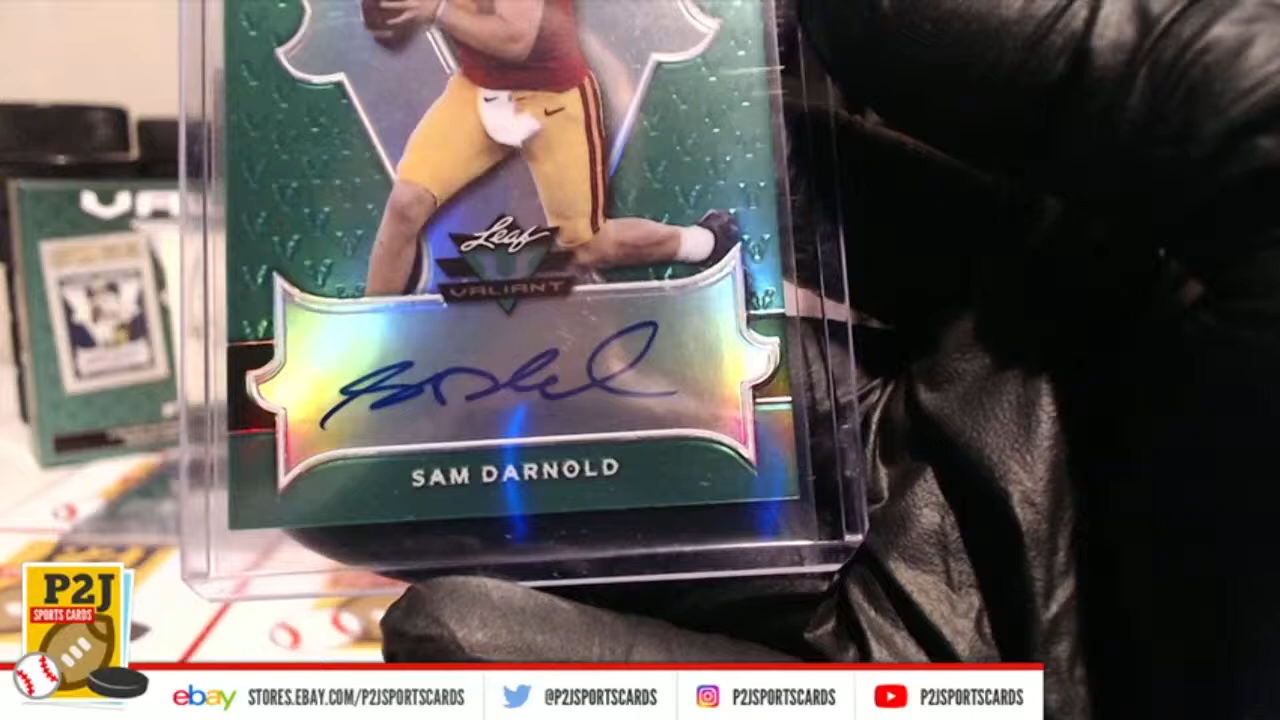 Leaf
VALIANT
SAM DARNOLD
P2J
SPORTS CARDS
ebay STORES.EBAY.COM/P2JSPORTSCARDS @P2JSPORTSCARDS P2JSPORTSCARDS P2JSPORTSCARDS